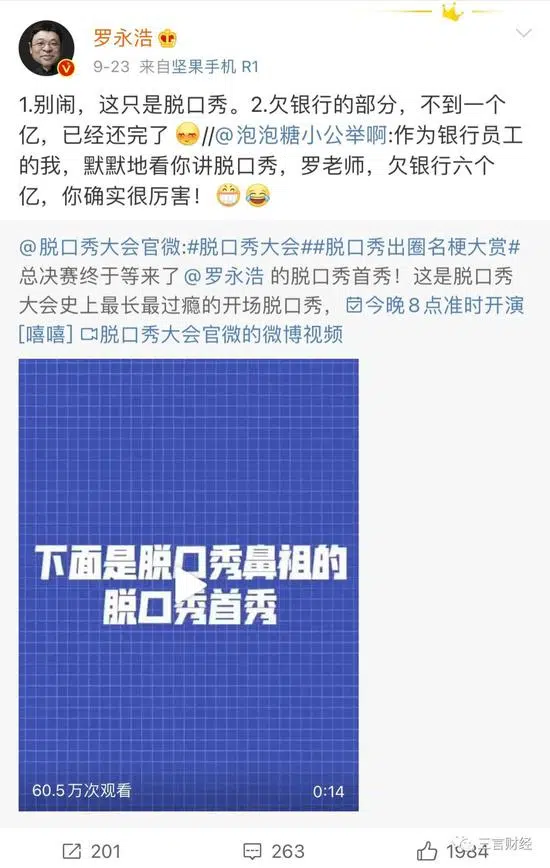 罗永浩
9-23 来自坚果手机 R1
1.别闹，这只是脱口秀。2.欠银行的部分，不到一个
亿，已经还完了//@泡泡糖小公举啊:作为银行员工
的我，默默地看你讲脱口秀，罗老师，欠银行六个
亿，你确实很厉害！
@脱口秀大会官微:#脱口秀大会##脱口秀出圈名梗大赏#
总决赛终于等来了@罗永浩 的脱口秀首秀！这是脱口秀
大会史上最长最过瘾的开场脱口秀，今晚8点准时开演
[嘻嘻] 脱口秀大会官微的微博视频
下面是脱口秀鼻祖的
脱口秀首秀
60.5万次观看 0:14
201 263 1984
三言财经